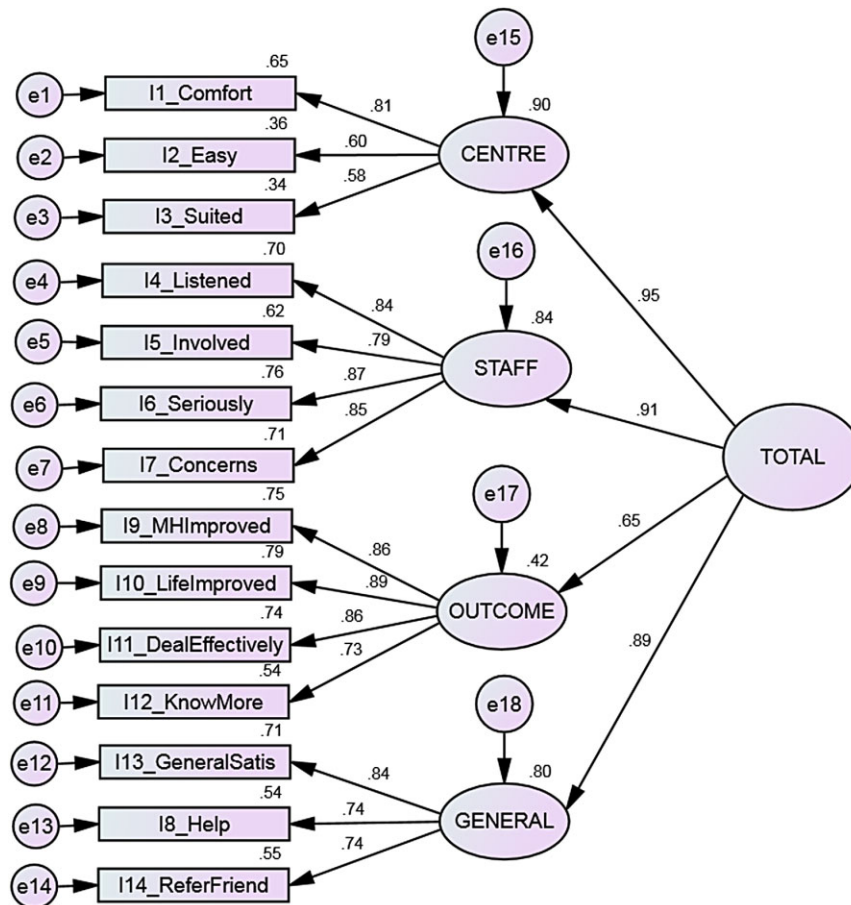 e15
.65
e1
I1_Comfort
.81
.90
.36
e2
I2_Easy
.60
CENTRE
.34
.58
e3
I3_Suited
e16
.70
e4
I4_Listened
.95
.62
.84
.84
e5
I5_Involved
.79
STAFF
.76
.87
e6
I6_Seriously
.85
.91
.71
e7
I7_Concerns
TOTAL
.75
e17
e8
I9_MHImproved
.65
.79
.86
.42
e9
I10_LifeImproved
.89
OUTCOME
.74
.86
e10
I11_DealEffectively
.73
.89
.54
e11
I12_KnowMore
e18
.71
e12
I13_GeneralSatis
.84
.80
.54
e13
I8_Help
.74
GENERAL
.55
.74
e14
I14_ReferFriend